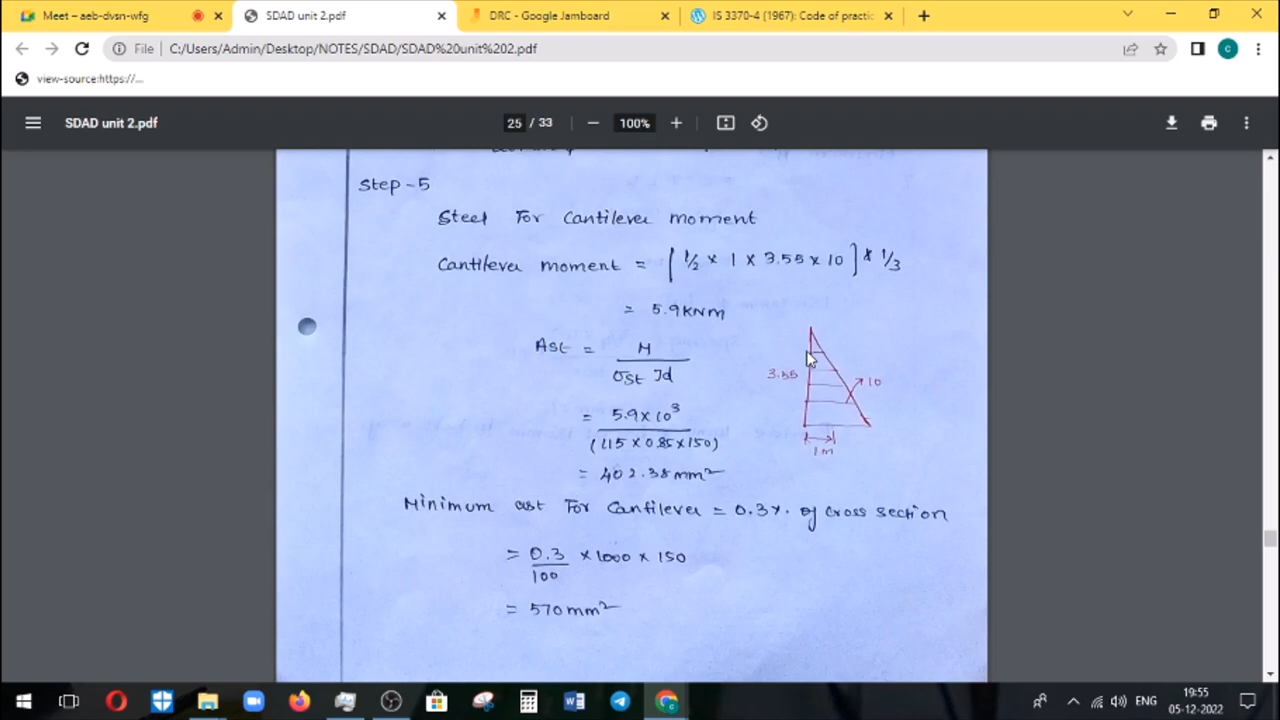 Meet – aeb-dvsn-wfg
SDAD unit 2.pdf
DRC - Google Jamboard
IS 3370-4 (1967): Code of practic
File
C:/Users/Admin/Desktop/NOTES/SDAD/SDAD%20unit%202.pdf
c
view-source:https://...
SDAD unit 2.pdf
25 / 33
100%
Step - 5
Steel For Cantilever moment
Cantilever moment = [ 1/2 × 1 × 3.55 × 10 ] * 1/3
= 5.9 KNm
Ast = M / σst Jd
= 5.9 × 10³ / (115 × 0.85 × 150)
3.55
10
1m
= 402.38 mm²
Minimum ast For Cantilever = 0.3 %. of cross section
= 0.3/100 × 1000 × 150
= 570 mm²
ENG
19:55
05-12-2022